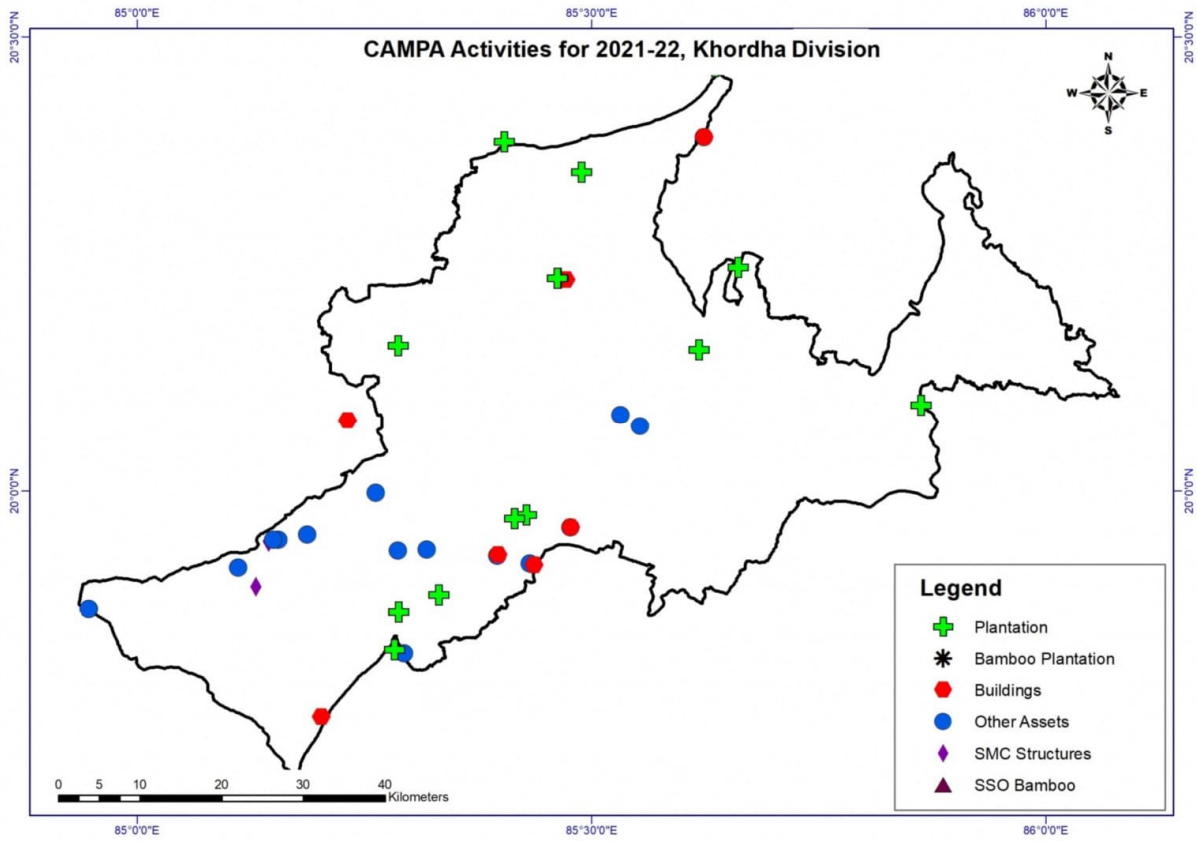 85°0'0"E 85°30'0"E 86°0'0"E
20°30'0"N 20°30'0"N
CAMPA Activities for 2021-22, Khordha Division
N
W E
S
20°0'0"N 20°0'0"N
Legend
Plantation
Bamboo Plantation
Buildings
Other Assets
SMC Structures
SSO Bamboo
0 5 10 20 30 40
Kilometers
85°0'0"E 85°30'0"E 86°0'0"E